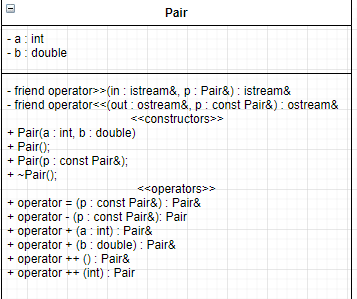 Pair
- a : int
- b : double
- friend operator>>(in : istream&, p : Pair&) : istream&
- friend operator<<(out : ostream&, p : const Pair&) : ostream&
<<constructors>>
+ Pair(a : int, b : double)
+ Pair();
+ Pair(p : const Pair&);
+ ~Pair();
<<operators>>
+ operator = (p : const Pair&) : Pair&
+ operator - (p : const Pair&): Pair
+ operator + (a : int) : Pair&
+ operator + (b : double) : Pair&
+ operator ++ () : Pair&
+ operator ++ (int) : Pair